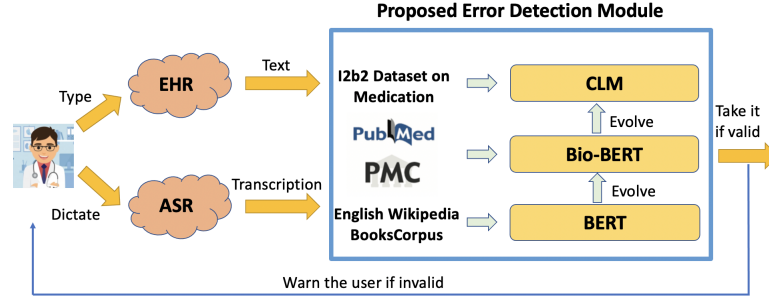 Proposed Error Detection Module
Type
EHR
Text
I2b2 Dataset on
Medication
CLM
Evolve
Take it
if valid
PubMed
PMC
Bio-BERT
Evolve
Dictate
ASR
Transcription
English Wikipedia
BooksCorpus
BERT
Warn the user if invalid